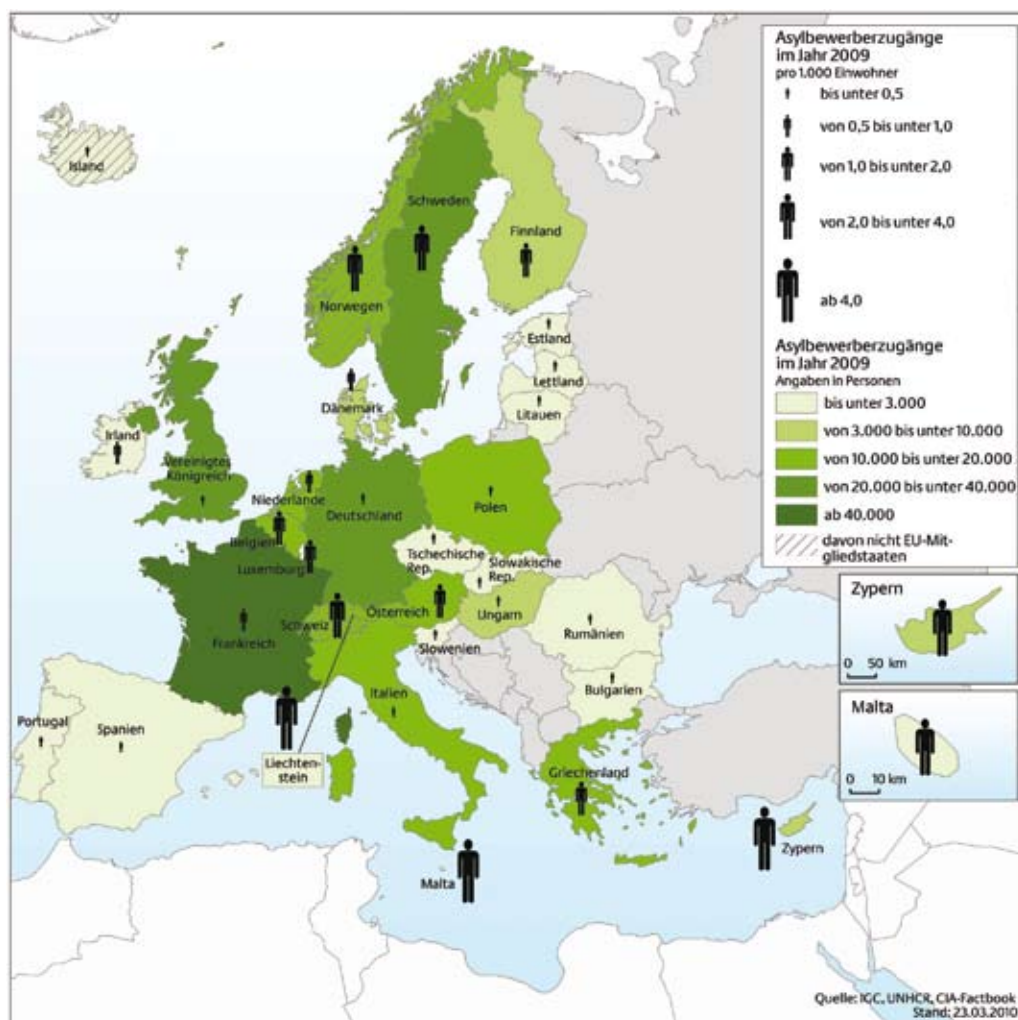 Asylbewerberzugänge
im Jahr 2009
pro 1.000 Einwohner
bis unter 0,5
von 0,5 bis unter 1,0
von 1,0 bis unter 2,0
von 2,0 bis unter 4,0
ab 4,0
Asylbewerberzugänge
im Jahr 2009
Angaben in Personen
bis unter 3.000
von 3.000 bis unter 10.000
von 10.000 bis unter 20.000
von 20.000 bis unter 40.000
ab 40.000
davon nicht EU-Mit-
gliedstaaten
Island
Schweden
Finnland
Norwegen
Estland
Lettland
Litauen
Dänemark
Irland
Vereinigtes
Königreich
Niederlande
Deutschland
Polen
Belgien
Luxemburg
Tschechische
Rep.
Slowakische
Rep.
Österreich
Ungarn
Schweiz
Frankreich
Slowenien
Rumänien
Bulgarien
Italien
Portugal
Spanien
Liechten-
stein
Griechenland
Malta
Zypern
Zypern
0 50 km
Malta
0 10 km
Quelle: IGC, UNHCR, CIA-Factbook
Stand: 23.03.2010